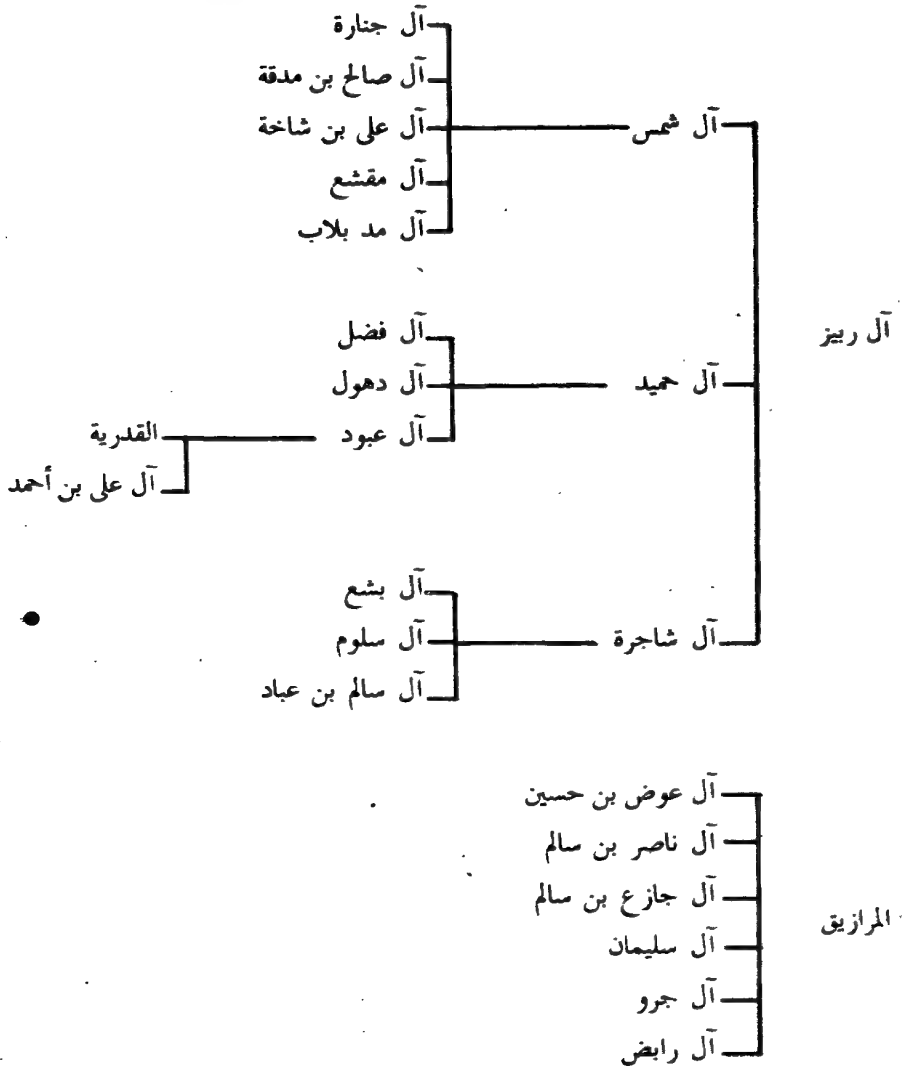 آل ربيز
آل شمس
آل جنارة
آل صالح بن مدقة
آل على بن شاخة
آل مقشع
آل مد بلاب
آل حميد
آل فضل
آل دهول
آل عبود
القدرية
آل على بن أحمد
آل شاجرة
آل بشع
آل سلوم
آل سالم بن عباد
المرازيق
آل عوض بن حسين
آل ناصر بن سالم
آل جازع بن سالم
آل سليمان
آل جرو
آل رابض